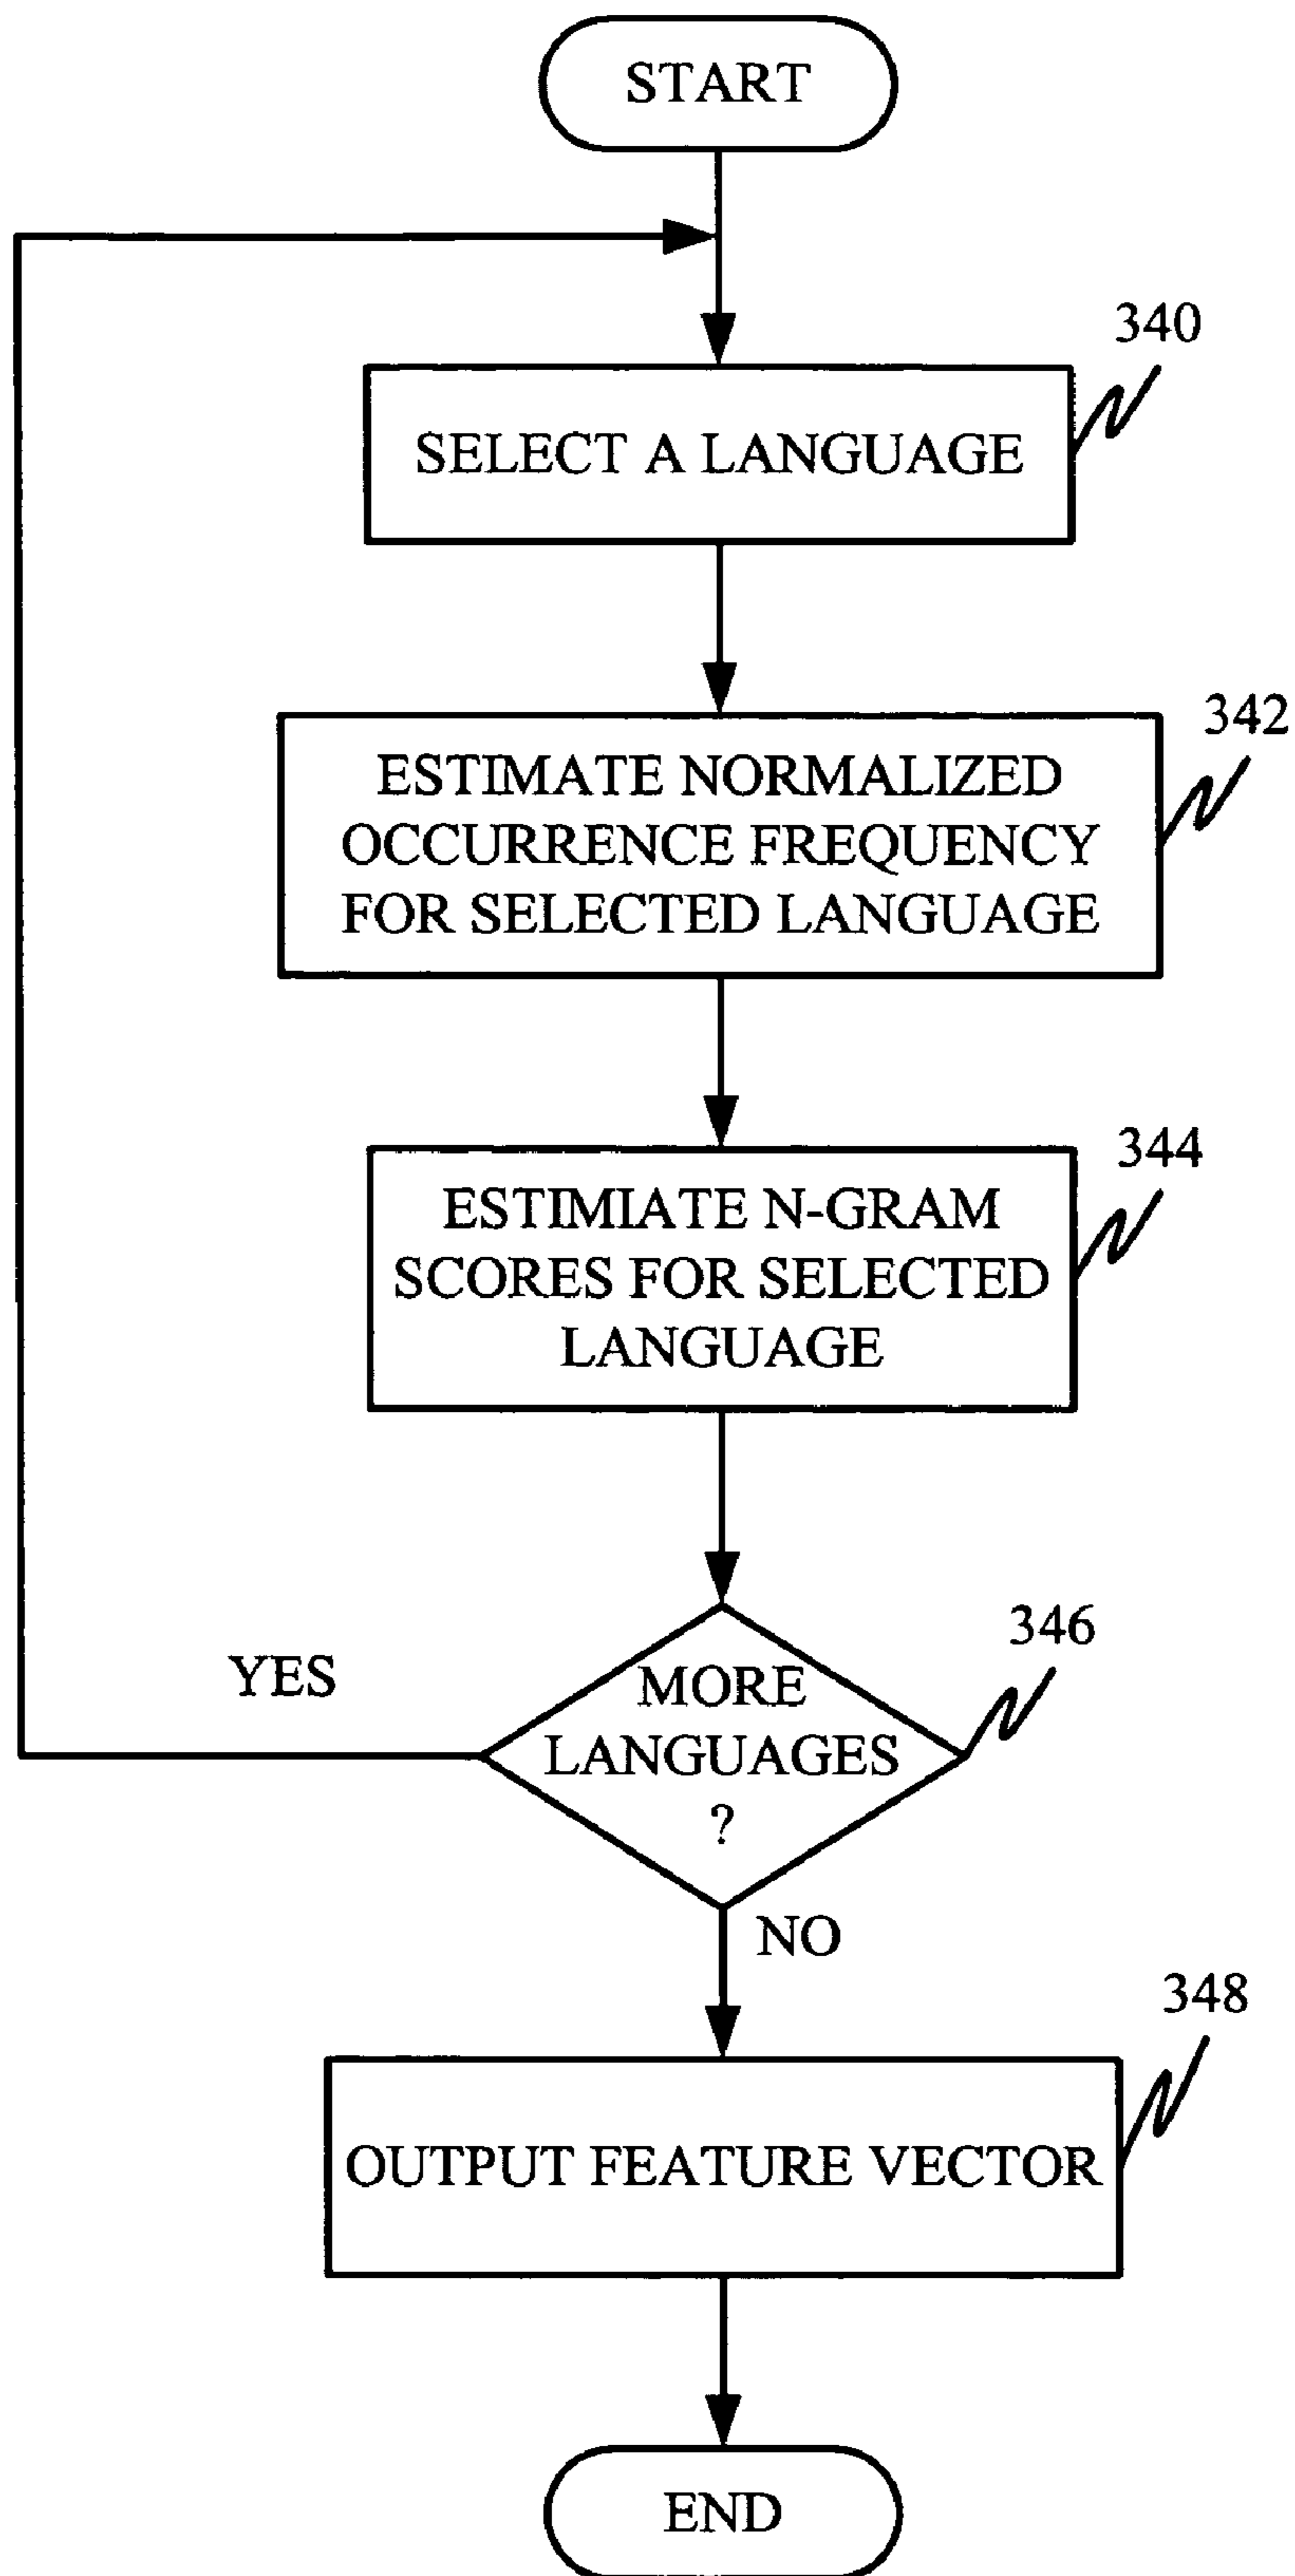 START
340
SELECT A LANGUAGE
342
ESTIMATE NORMALIZED
OCCURRENCE FREQUENCY
FOR SELECTED LANGUAGE
344
ESTIMIATE N-GRAM
SCORES FOR SELECTED
LANGUAGE
346
YES
MORE
LANGUAGES
?
NO
348
OUTPUT FEATURE VECTOR
END